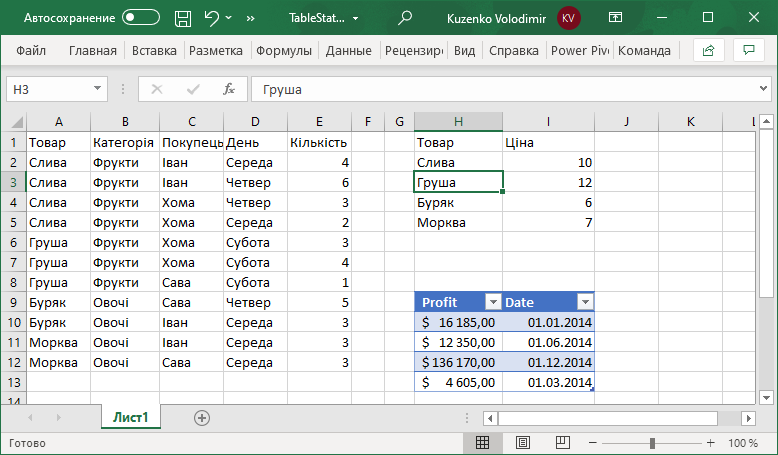 Автосохранение TableStat... Kuzenko Volodimir KV
Файл Главная Вставка Разметка Формулы Данные Рецензирс Вид Справка Power Piv Команда
H3 fx Груша
A B C D E F G H I J K L
1 Товар Категорія Покупець День Кількість Товар Ціна
2 Слива Фрукти Іван Середа 4 Слива 10
3 Слива Фрукти Іван Четвер 6 Груша 12
4 Слива Фрукти Хома Четвер 3 Буряк 6
5 Слива Фрукти Хома Середа 2 Морква 7
6 Груша Фрукти Хома Субота 3
7 Груша Фрукти Хома Субота 4
8 Груша Фрукти Сава Субота 1
9 Буряк Овочі Сава Четвер 5 Profit Date
10 Буряк Овочі Іван Середа 3 $ 16 185,00 01.01.2014
11 Морква Овочі Іван Середа 3 $ 12 350,00 01.06.2014
12 Морква Овочі Сава Середа 3 $ 136 170,00 01.12.2014
13 $ 4 605,00 01.03.2014
14
Лист1
Готово 100 %